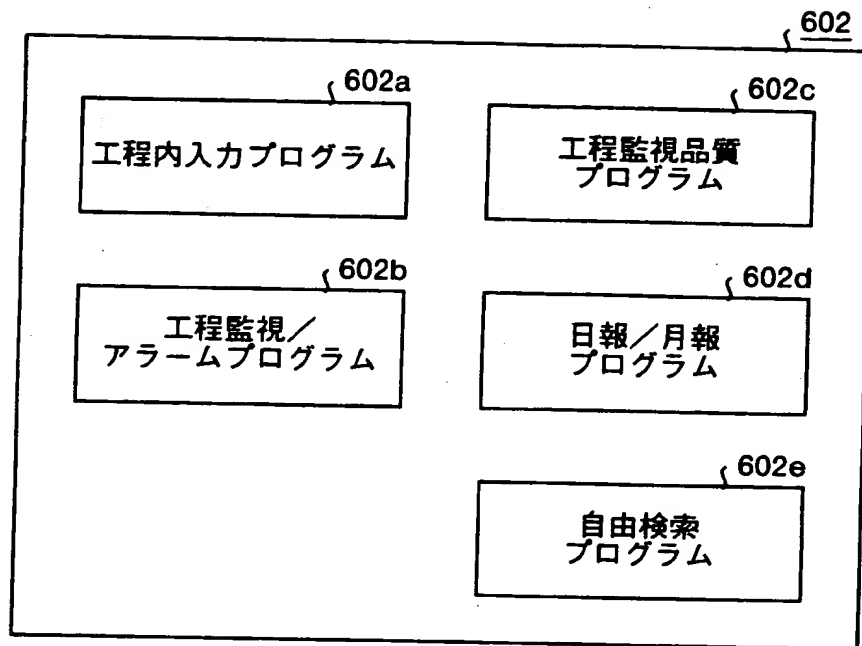 602
602a
工程内入力プログラム
602c
工程監視品質
プログラム
602b
工程監視／
アラームプログラム
602d
日報／月報
プログラム
602e
自由検索
プログラム